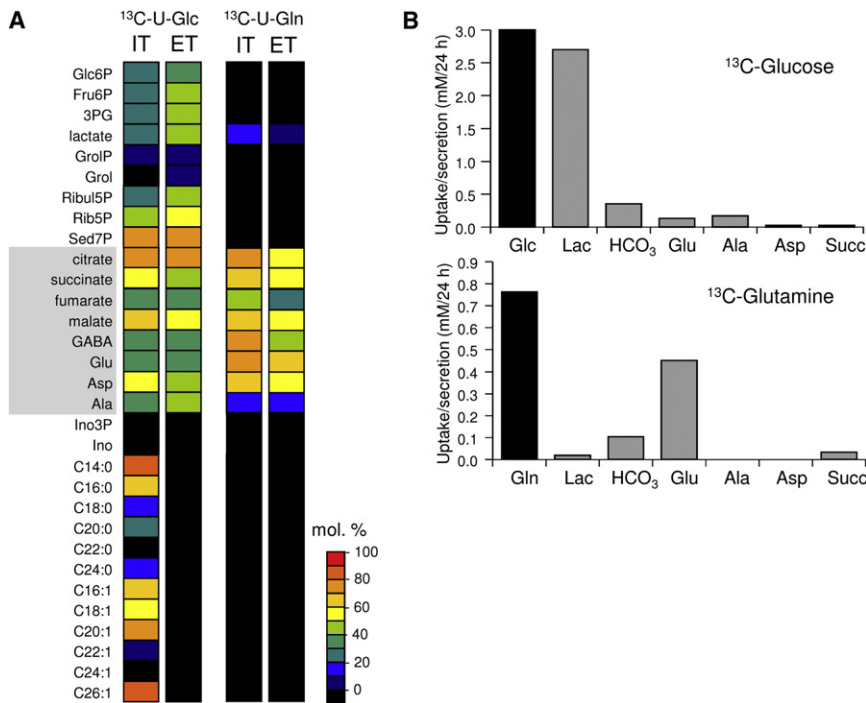 A
¹³C-U-Glc ¹³C-U-Gln
IT ET IT ET
Glc6P
Fru6P
3PG
lactate
GrolP
Grol
Ribul5P
Rib5P
Sed7P
citrate
succinate
fumarate
malate
GABA
Glu
Asp
Ala
Ino3P
Ino
C14:0
C16:0
C18:0
C20:0
C22:0
C24:0
C16:1
C18:1
C20:1
C22:1
C24:1
C26:1
mol. %
100
80
60
40
20
0
B
Uptake/secretion (mM/24 h)
¹³C-Glucose
3.0
2.5
2.0
1.5
1.0
0.5
0.0
Glc Lac HCO₃ Glu Ala Asp Succ
Uptake/secretion (mM/24 h)
¹³C-Glutamine
0.9
0.8
0.7
0.6
0.5
0.4
0.3
0.2
0.1
0.0
Gln Lac HCO₃ Glu Ala Asp Succ